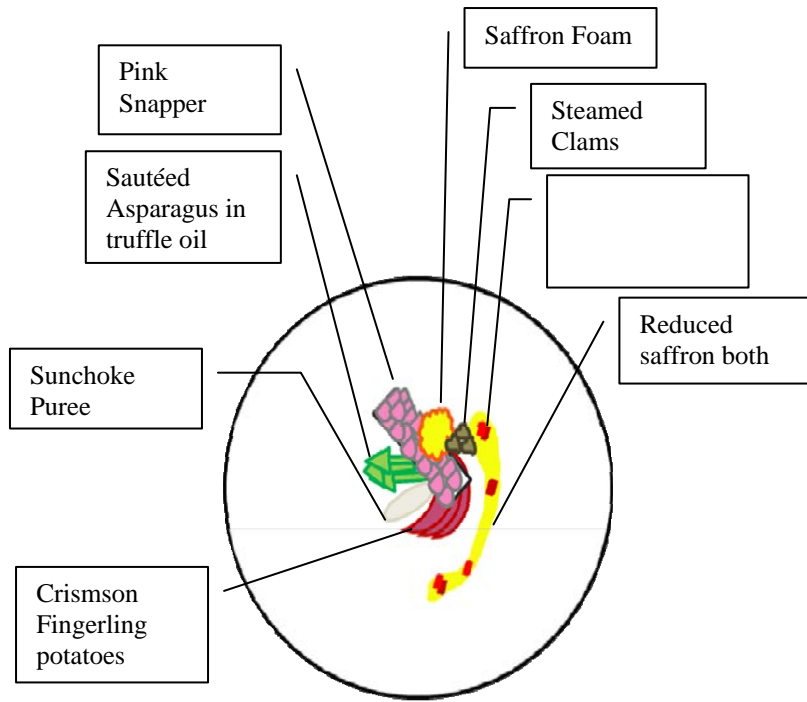 Saffron Foam
Pink
Snapper
Steamed
Clams
Sautéed
Asparagus in
truffle oil
Reduced
saffron both
Sunchoke
Puree
Crismson
Fingerling
potatoes